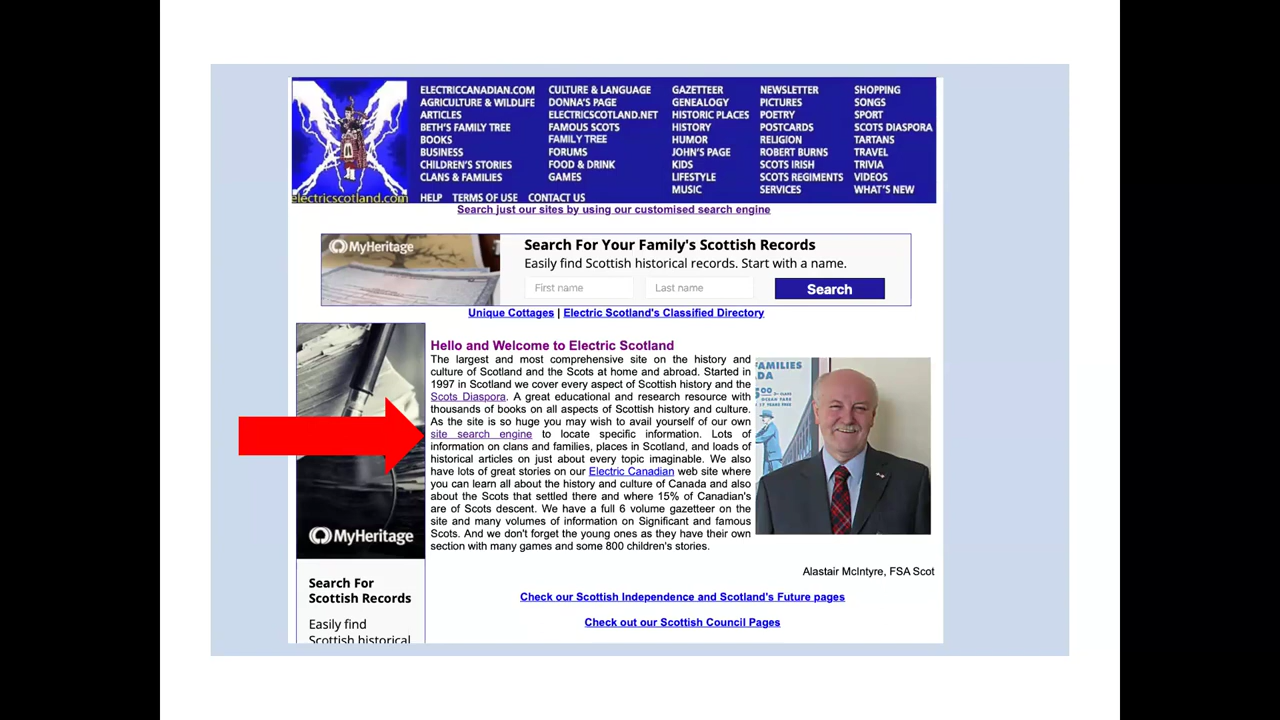 ELECTRICCANADIAN.COM
AGRICULTURE & WILDLIFE
ARTICLES
BETH'S FAMILY TREE
BOOKS
BUSINESS
CHILDREN'S STORIES
CLANS & FAMILIES
CULTURE & LANGUAGE
DONNA'S PAGE
ELECTRICSCOTLAND.NET
FAMOUS SCOTS
FAMILY TREE
FORUMS
FOOD & DRINK
GAMES
GAZETTEER
GENEALOGY
HISTORIC PLACES
HISTORY
HUMOR
JOHN'S PAGE
KIDS
LIFESTYLE
MUSIC
NEWSLETTER
PICTURES
POETRY
POSTCARDS
RELIGION
ROBERT BURNS
SCOTS IRISH
SCOTS REGIMENTS
SERVICES
SHOPPING
SONGS
SPORT
SCOTS DIASPORA
TARTANS
TRAVEL
TRIVIA
VIDEOS
WHAT'S NEW
electricscotland.com
HELP TERMS OF USE CONTACT US
Search just our sites by using our customised search engine
MyHeritage
Search For Your Family's Scottish Records
Easily find Scottish historical records. Start with a name.
First name Last name Search
Unique Cottages | Electric Scotland's Classified Directory
Hello and Welcome to Electric Scotland
The largest and most comprehensive site on the history and
culture of Scotland and the Scots at home and abroad. Started in
1997 in Scotland we cover every aspect of Scottish history and the
Scots Diaspora. A great educational and research resource with
thousands of books on all aspects of Scottish history and culture.
As the site is so huge you may wish to avail yourself of our own
site search engine to locate specific information. Lots of
information on clans and families, places in Scotland, and loads of
historical articles on just about every topic imaginable. We also
have lots of great stories on our Electric Canadian web site where
you can learn all about the history and culture of Canada and also
about the Scots that settled there and where 15% of Canadian's
are of Scots descent. We have a full 6 volume gazetteer on the
site and many volumes of information on Significant and famous
Scots. And we don't forget the young ones as they have their own
section with many games and some 800 children's stories.
FAMILIES
DA
MyHeritage
Search For
Scottish Records
Easily find
Scottish historical
Alastair McIntyre, FSA Scot
Check our Scottish Independence and Scotland's Future pages
Check out our Scottish Council Pages